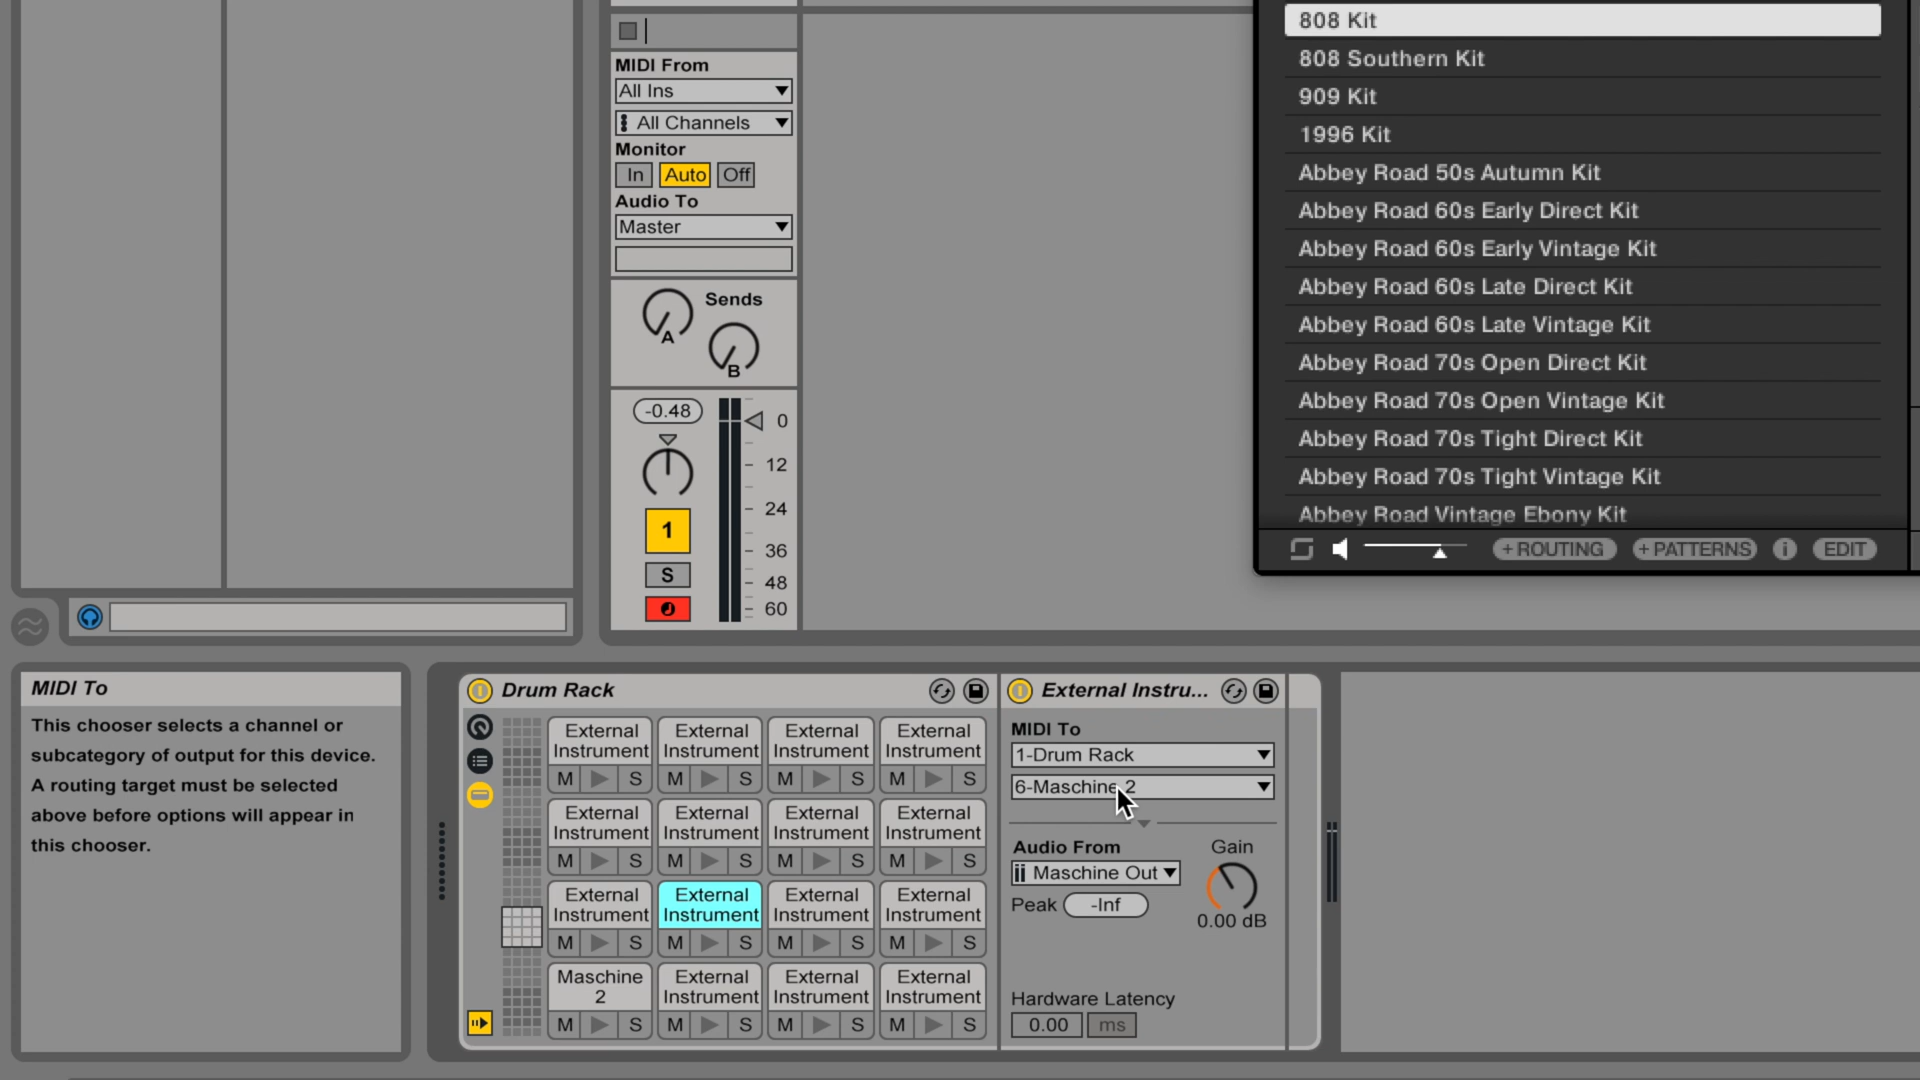 MIDI From
All Ins
All Channels
Monitor
In Auto Off
Audio To
Master
Sends
A
B
-0.48
0
12
24
36
48
60
1
S
808 Kit
808 Southern Kit
909 Kit
1996 Kit
Abbey Road 50s Autumn Kit
Abbey Road 60s Early Direct Kit
Abbey Road 60s Early Vintage Kit
Abbey Road 60s Late Direct Kit
Abbey Road 60s Late Vintage Kit
Abbey Road 70s Open Direct Kit
Abbey Road 70s Open Vintage Kit
Abbey Road 70s Tight Direct Kit
Abbey Road 70s Tight Vintage Kit
Abbey Road Vintage Ebony Kit
+ ROUTING + PATTERNS i EDIT
MIDI To
This chooser selects a channel or
subcategory of output for this device.
A routing target must be selected
above before options will appear in
this chooser.
Drum Rack
External External External External
Instrument Instrument Instrument Instrument
M S M S M S M S
External External External External
Instrument Instrument Instrument Instrument
M S M S M S M S
External External External External
Instrument Instrument Instrument Instrument
M S M S M S M S
Maschine External External External
2 Instrument Instrument Instrument
M S M S M S M S
External Instru...
MIDI To
1-Drum Rack
6-Maschine 2
Audio From Gain
Maschine Out
Peak -Inf
0.00 dB
Hardware Latency
0.00 ms